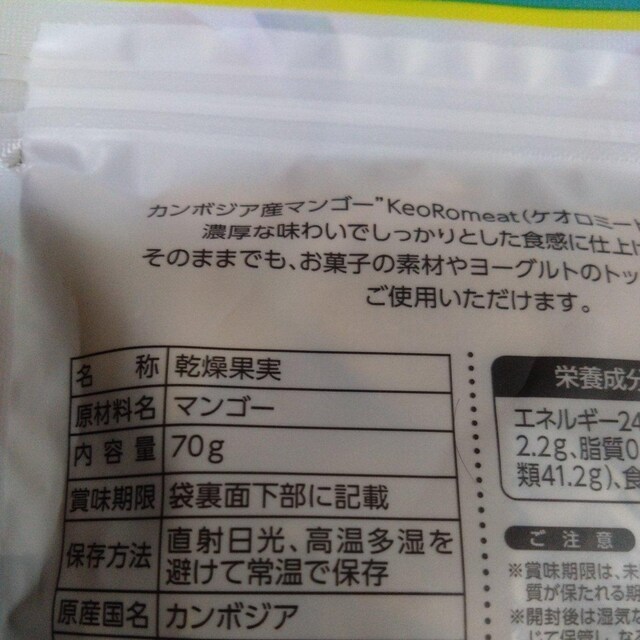 カンボジア産マンゴー"KeoRomeat(ケオロミート
濃厚な味わいでしっかりとした食感に仕上げ
そのままでも、お菓子の素材やヨーグルトのトッ
ご使用いただけます。
名 称 乾燥果実
原材料名 マンゴー
内容量 70g
賞味期限 袋裏面下部に記載
保存方法 直射日光、高温多湿を
避けて常温で保存
原産国名 カンボジア
栄養成分
エネルギー24
2.2g、脂質0
類41.2g)、食
ご注意
※賞味期限は、未
質が保たれる期
※開封後は湿気な